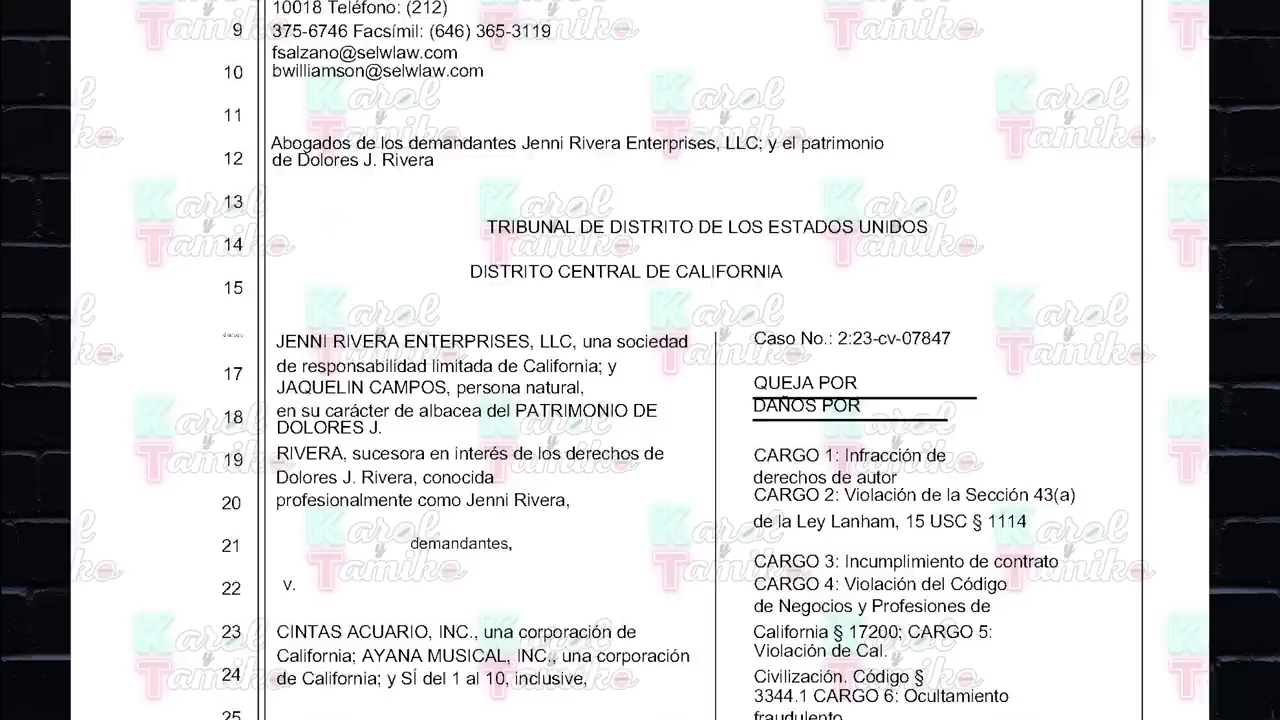 10018 Teléfono: (212)
9 375-6746 Facsímil: (646) 365-3119
fsalzano@selwlaw.com
10 bwilliamson@selwlaw.com
11
Abogados de los demandantes Jenni Rivera Enterprises, LLC; y el patrimonio
12 de Dolores J. Rivera
13
TRIBUNAL DE DISTRITO DE LOS ESTADOS UNIDOS
14
DISTRITO CENTRAL DE CALIFORNIA
15
JENNI RIVERA ENTERPRISES, LLC, una sociedad
de responsabilidad limitada de California; y
17 JAQUELIN CAMPOS, persona natural,
en su carácter de albacea del PATRIMONIO DE
18 DOLORES J.
19 RIVERA, sucesora en interés de los derechos de
Dolores J. Rivera, conocida
20 profesionalmente como Jenni Rivera,
21 demandantes,
22 v.
23 CINTAS ACUARIO, INC., una corporación de
California; AYANA MUSICAL, INC., una corporación
24 de California; y SÍ del 1 al 10, inclusive,
25
Caso No.: 2:23-cv-07847
QUEJA POR
DAÑOS POR
CARGO 1: Infracción de
derechos de autor
CARGO 2: Violación de la Sección 43(a)
de la Ley Lanham, 15 USC § 1114
CARGO 3: Incumplimiento de contrato
CARGO 4: Violación del Código
de Negocios y Profesiones de
California § 17200; CARGO 5:
Violación de Cal.
Civilización. Código §
3344.1 CARGO 6: Ocultamiento
fraudulento
Karol
y
Tamiko